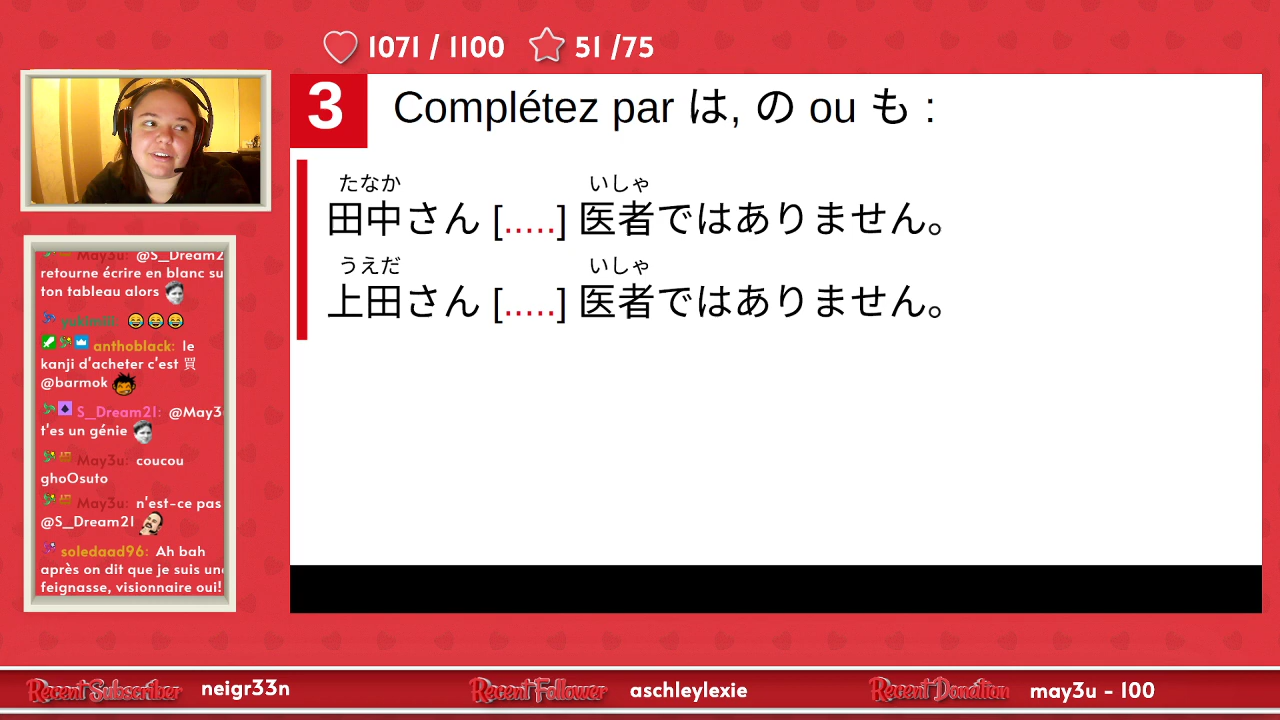 1071 / 1100 51 /75
3 Complétez par は, の ou も :
たなか いしゃ
田中さん [.....] 医者ではありません。
うえだ いしゃ
上田さん [.....] 医者ではありません。
May3u: @S_Dream2
retourne écrire en blanc su
ton tableau alors
yukimiii:
anthoblack: le
kanji d'acheter c'est 買
@barmok
S_Dream21: @May3
t'es un génie
May3u: coucou
ghoOsuto
May3u: n'est-ce pas
@S_Dream21
soledaad96: Ah bah
après on dit que je suis une
feignasse, visionnaire oui!
Recent Subscriber neigr33n Recent Follower aschleylexie Recent Donation may3u - 100